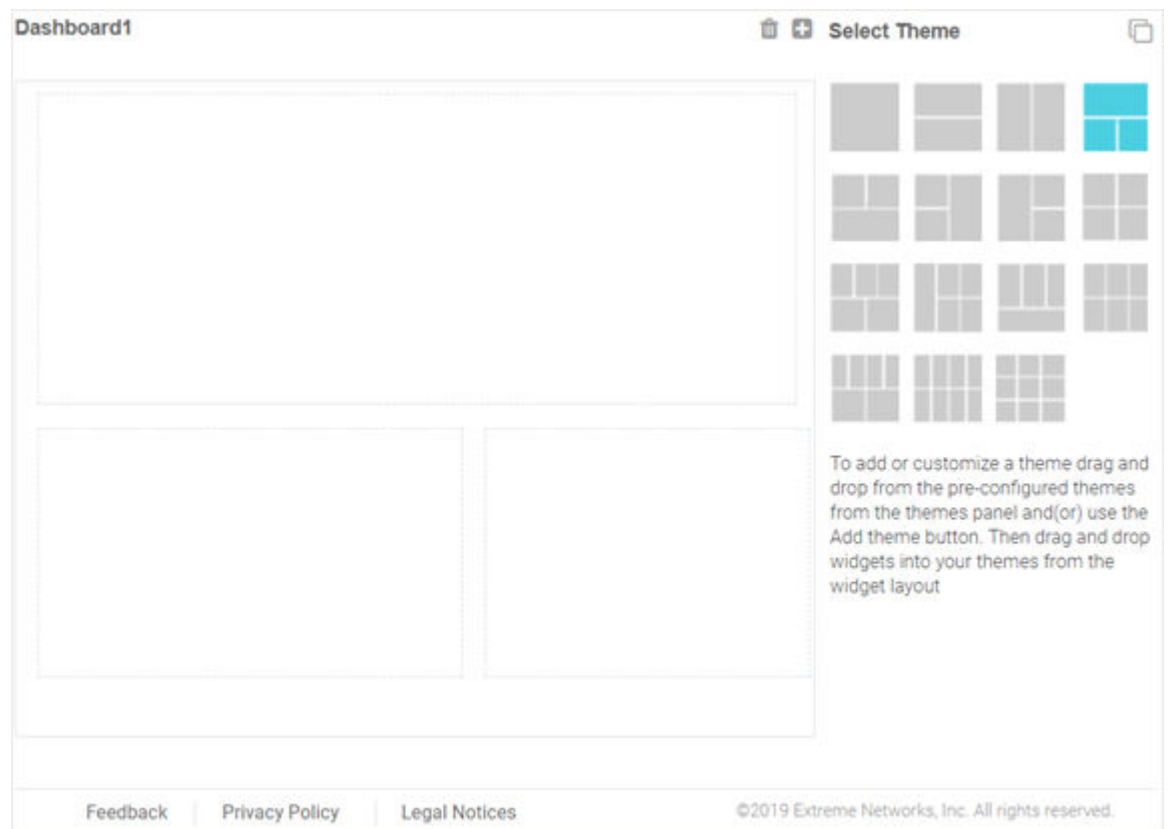 Dashboard1
Select Theme
To add or customize a theme drag and
drop from the pre-configured themes
from the themes panel and(or) use the
Add theme button. Then drag and drop
widgets into your themes from the
widget layout
Feedback
Privacy Policy
Legal Notices
©2019 Extreme Networks, Inc. All rights reserved.